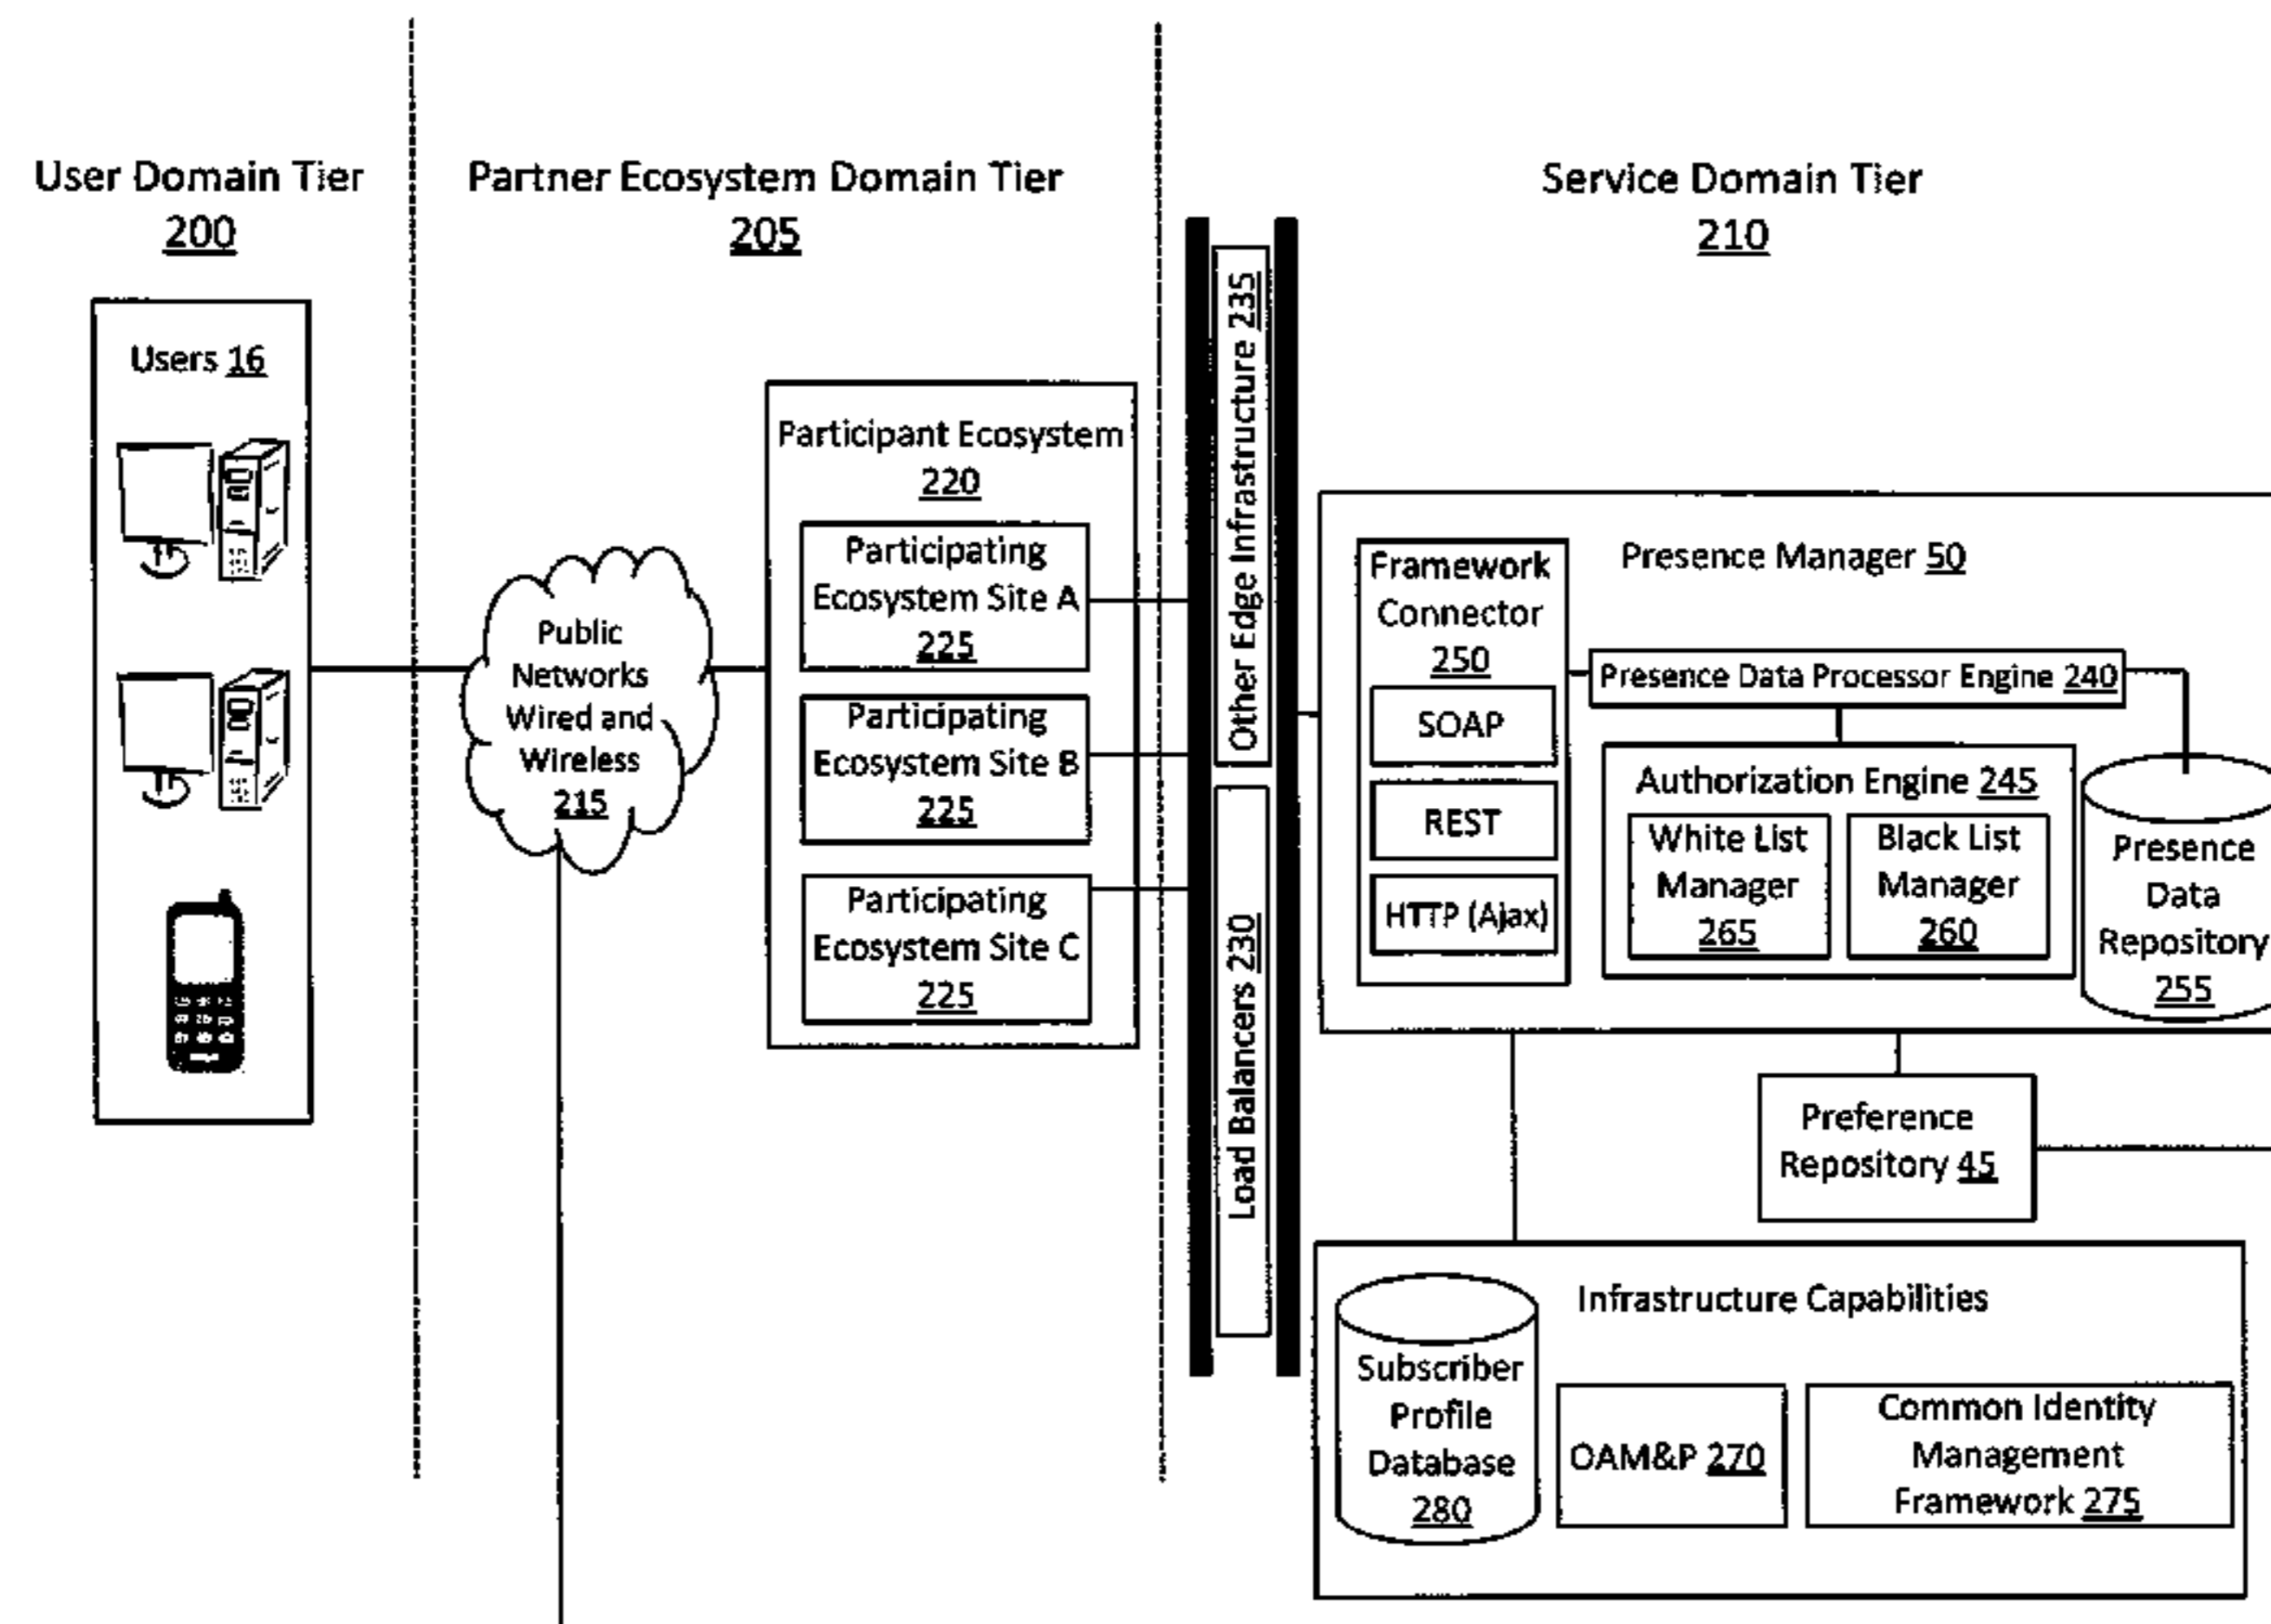 User Domain Tier
200
Partner Ecosystem Domain Tier
205
Service Domain Tier
210
Users 16
Public
Networks
Wired and
Wireless
215
Participant Ecosystem
220
Participating
Ecosystem Site A
225
Participating
Ecosystem Site B
225
Participating
Ecosystem Site C
225
Other Edge Infrastructure 235
Load Balancers 230
Presence Manager 50
Framework
Connector
250
SOAP
REST
HTTP (Ajax)
Presence Data Processor Engine 240
Authorization Engine 245
White List
Manager
265
Black List
Manager
260
Presence
Data
Repository
255
Preference
Repository 45
Infrastructure Capabilities
Subscriber
Profile
Database
280
OAM&P 270
Common Identity
Management
Framework 275